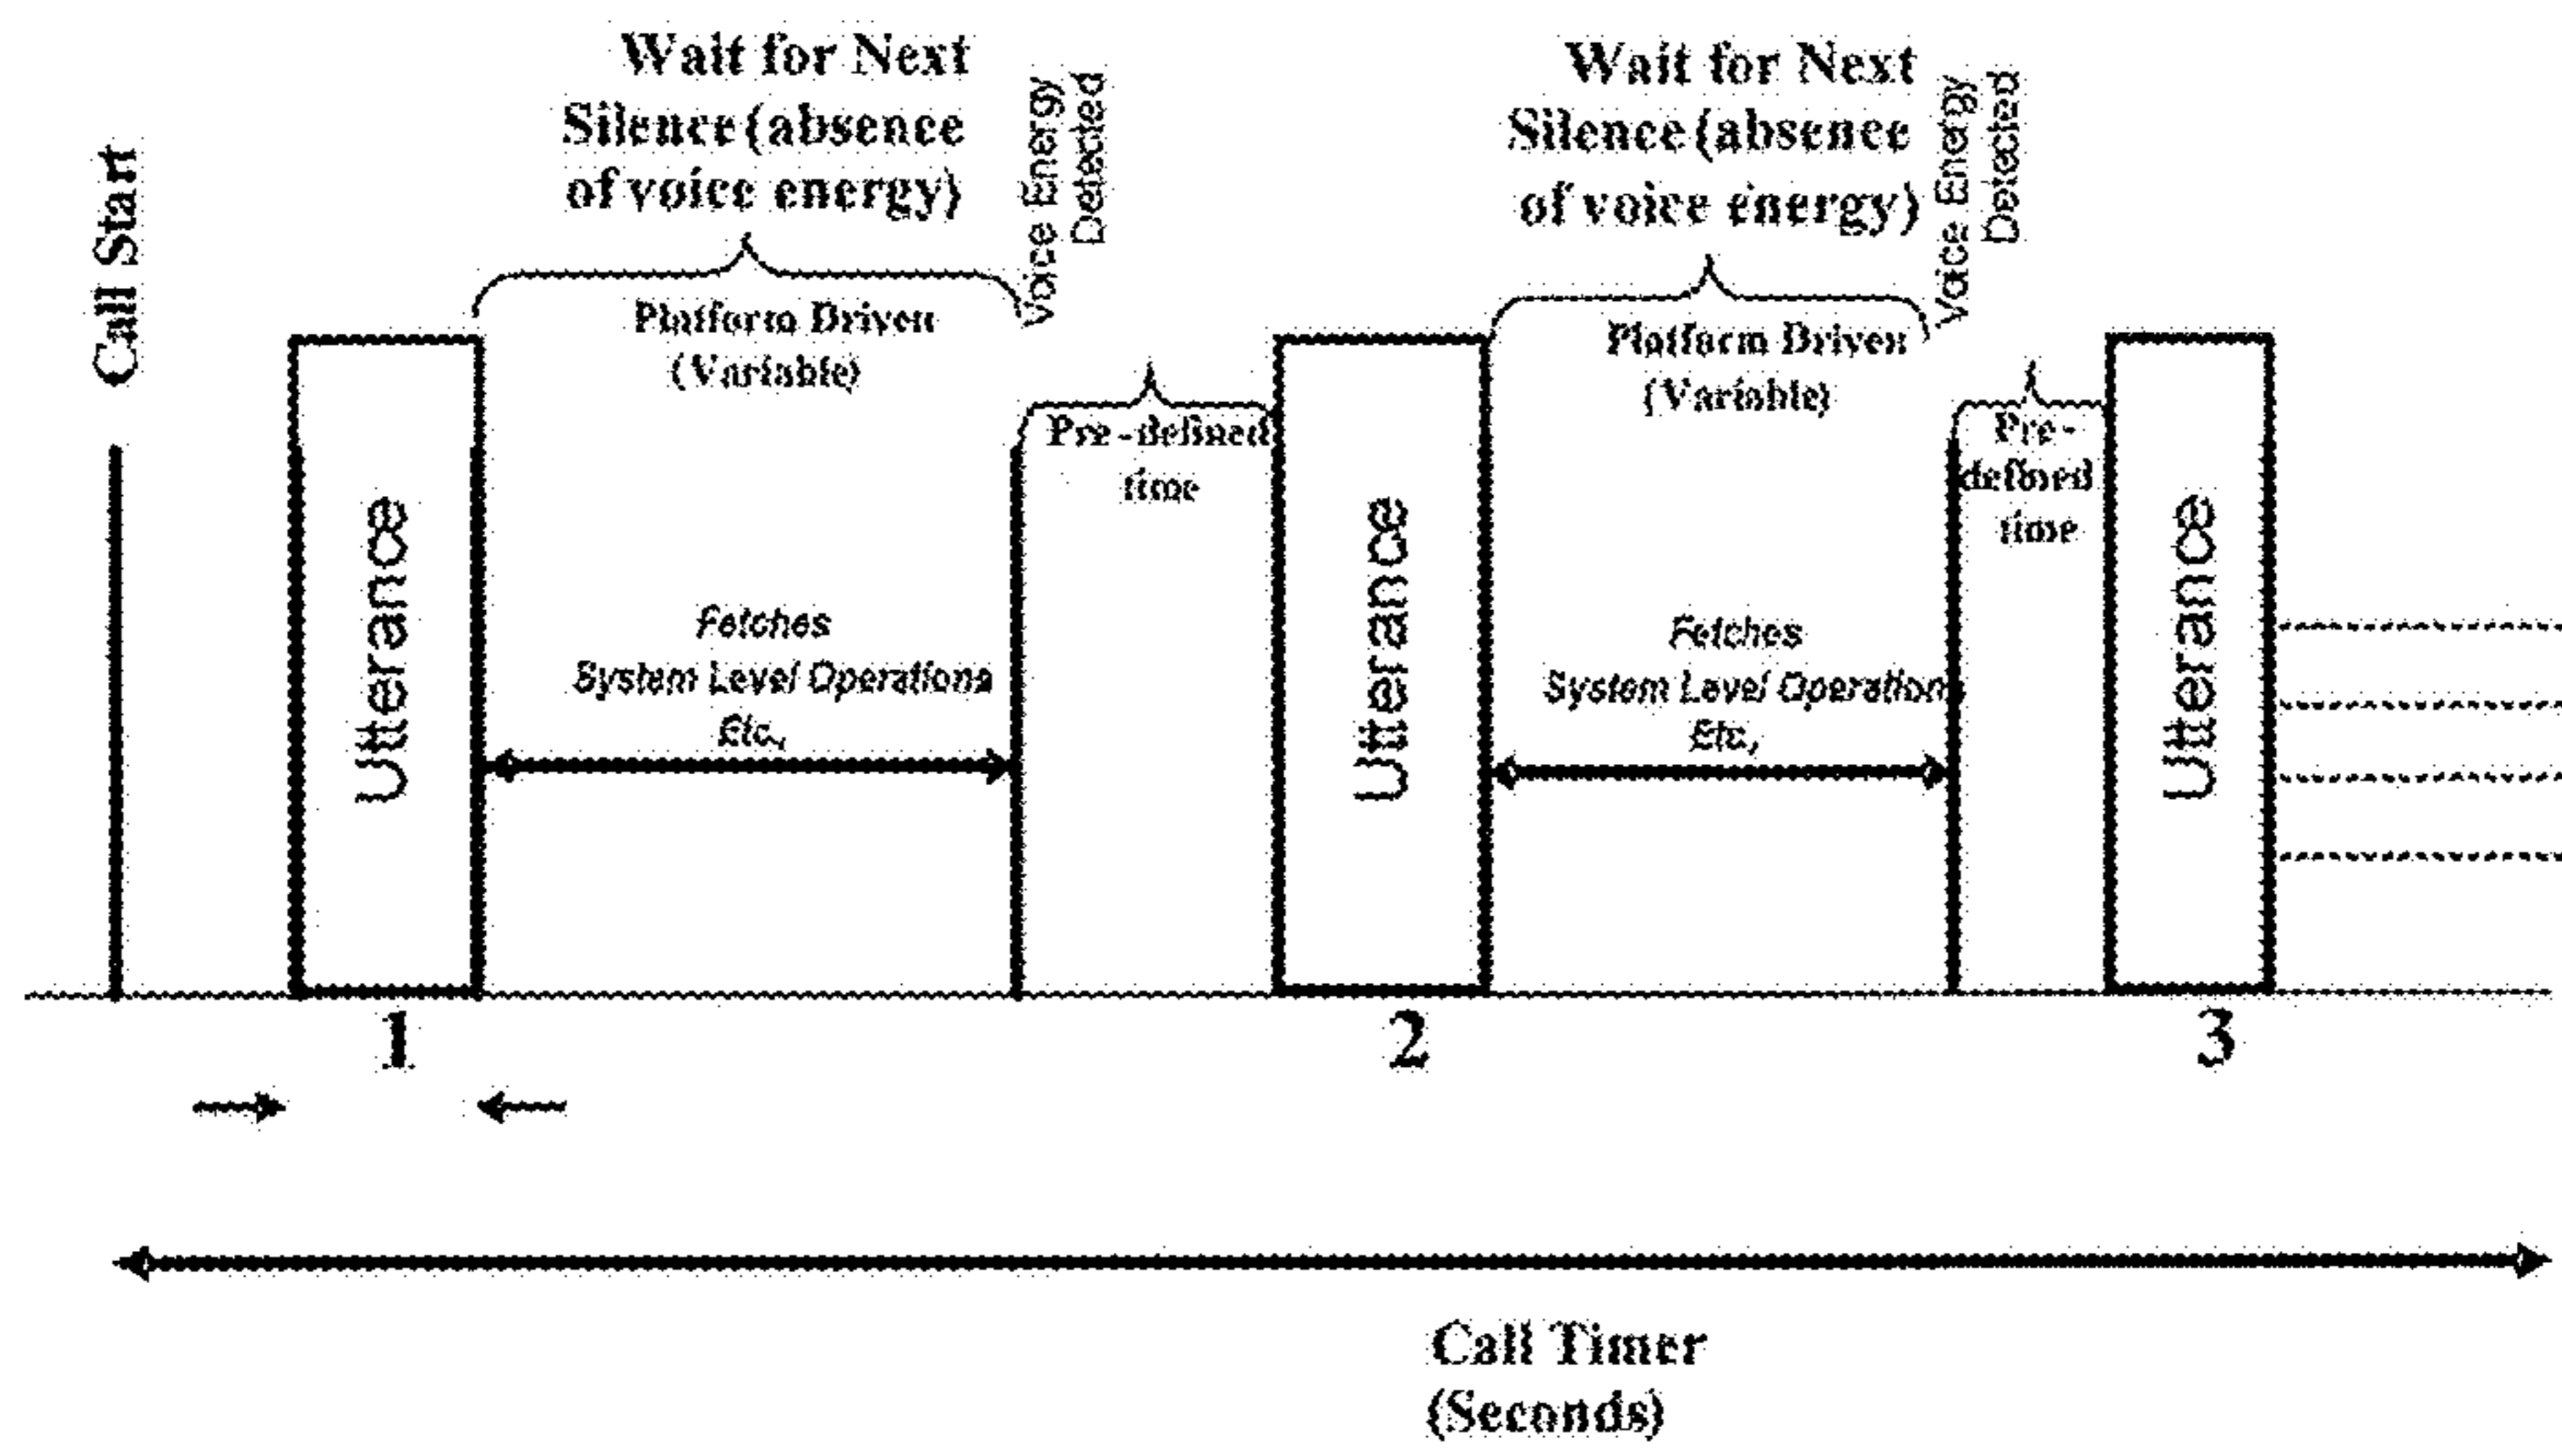 Call Start
Wait for Next
Silence (absence
of voice energy)
Platform Driven
(Variable)
Voice Energy
Detected
Pre-defined
time
Wait for Next
Silence (absence
of voice energy)
Platform Driven
(Variable)
Voice Energy
Detected
Pre-
defined
time
Utterance
Fetches
System Level Operations
Etc.,
Utterance
Fetches
System Level Operations
Etc.,
Utterance
1
2
3
Call Timer
(Seconds)